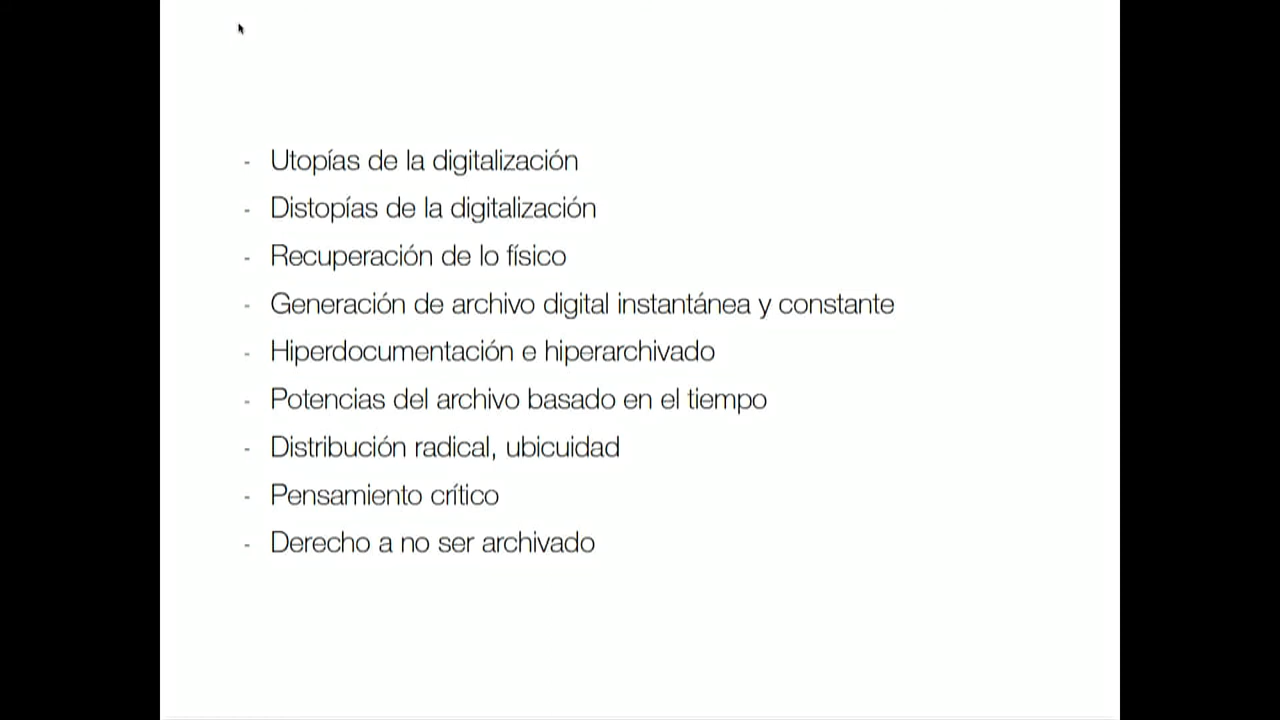 - Utopías de la digitalización
- Distopías de la digitalización
- Recuperación de lo físico
- Generación de archivo digital instantánea y constante
- Hiperdocumentación e hiperarchivado
- Potencias del archivo basado en el tiempo
- Distribución radical, ubicuidad
- Pensamiento crítico
- Derecho a no ser archivado